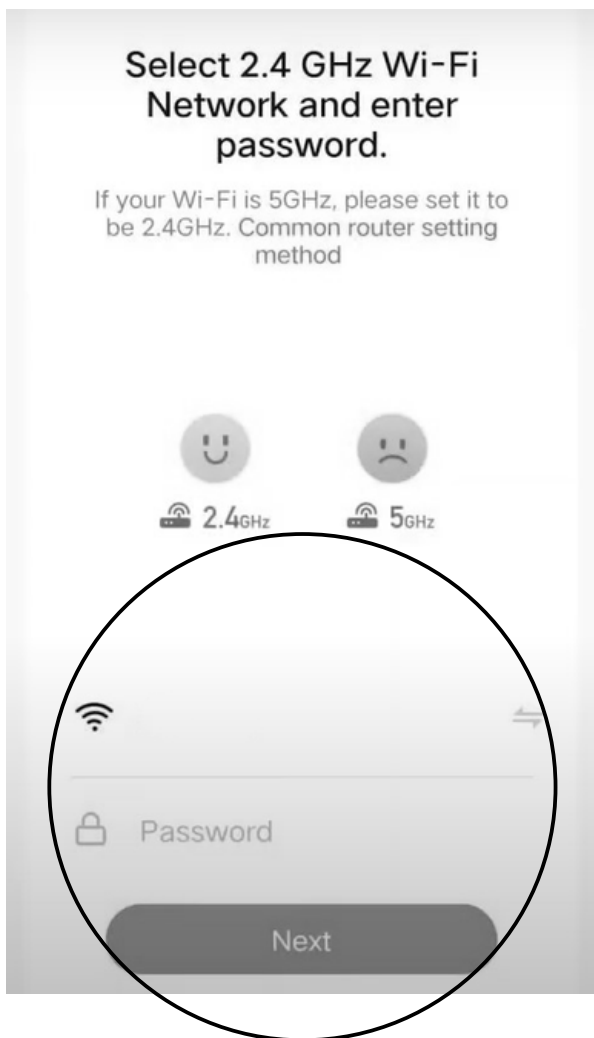 Select 2.4 GHz Wi-Fi
Network and enter
password.
If your Wi-Fi is 5GHz, please set it to
be 2.4GHz. Common router setting
method
2.4GHz 5GHz
Password
Next